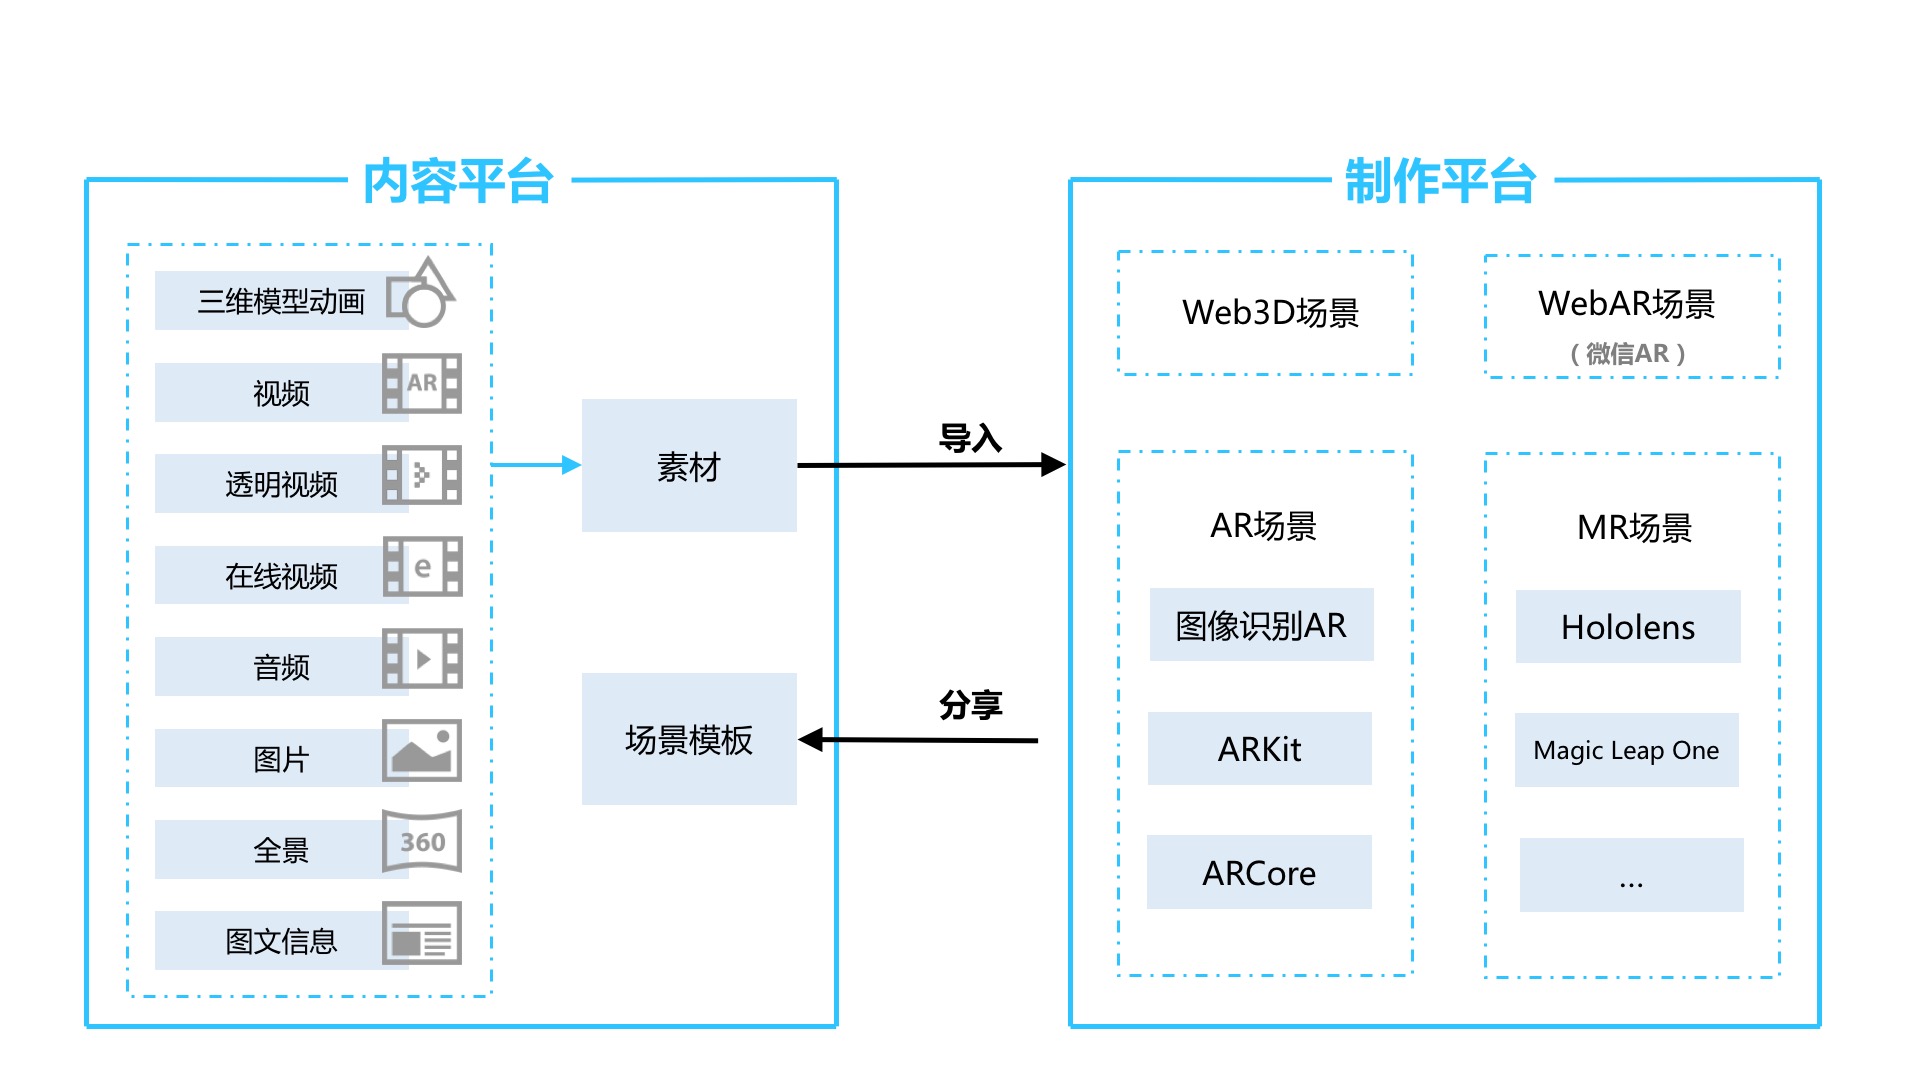 内容平台
三维模型动画
视频
AR
透明视频
在线视频
e
音频
图片
全景
360
图文信息
素材
场景模板
导入
分享
制作平台
Web3D场景
WebAR场景
（微信AR）
AR场景
图像识别AR
ARKit
ARCore
MR场景
Hololens
Magic Leap One
...